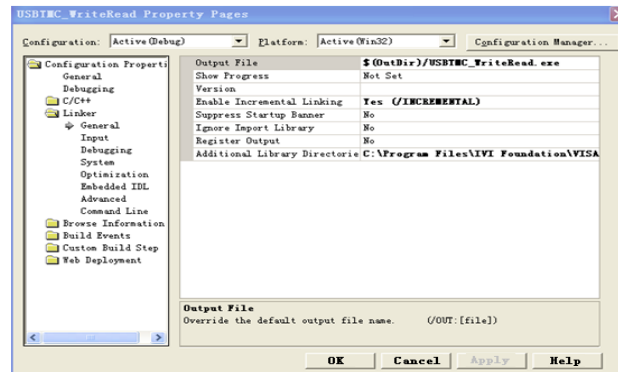 USBTMC_WriteRead Property Pages
Configuration: Active(Debug) Platform: Active(Win32) Configuration Manager...
Configuration Properti
General
Debugging
C/C++
Linker
General
Input
Debugging
System
Optimization
Embedded IDL
Advanced
Command Line
Browse Information
Build Events
Custom Build Step
Web Deployment
Output File $(OutDir)/USBTMC_WriteRead.exe
Show Progress Not Set
Version
Enable Incremental Linking Yes (/INCREMENTAL)
Suppress Startup Banner No
Ignore Import Library No
Register Output No
Additional Library Directorie C:\Program Files\IVI Foundation\VISA
Output File
Override the default output file name. (/OUT:[file])
OK Cancel Apply Help